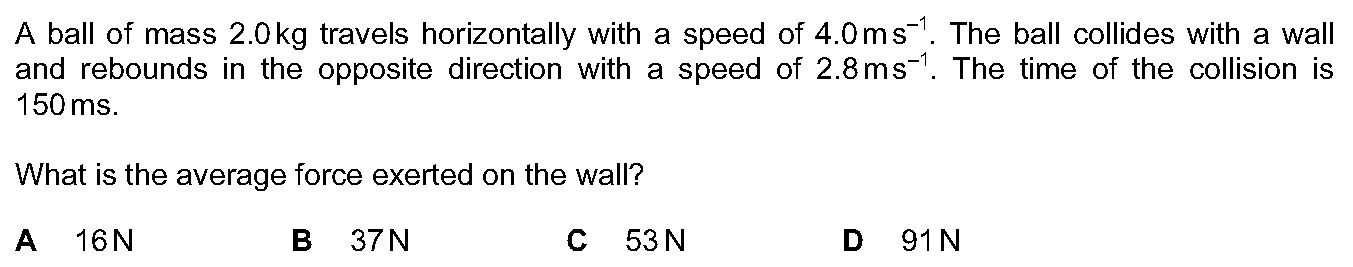 A ball of mass 2.0 kg travels horizontally with a speed of 4.0 m s⁻¹. The ball collides with a wall
and rebounds in the opposite direction with a speed of 2.8 m s⁻¹. The time of the collision is
150 ms.
What is the average force exerted on the wall?
A 16 N B 37 N C 53 N D 91 N